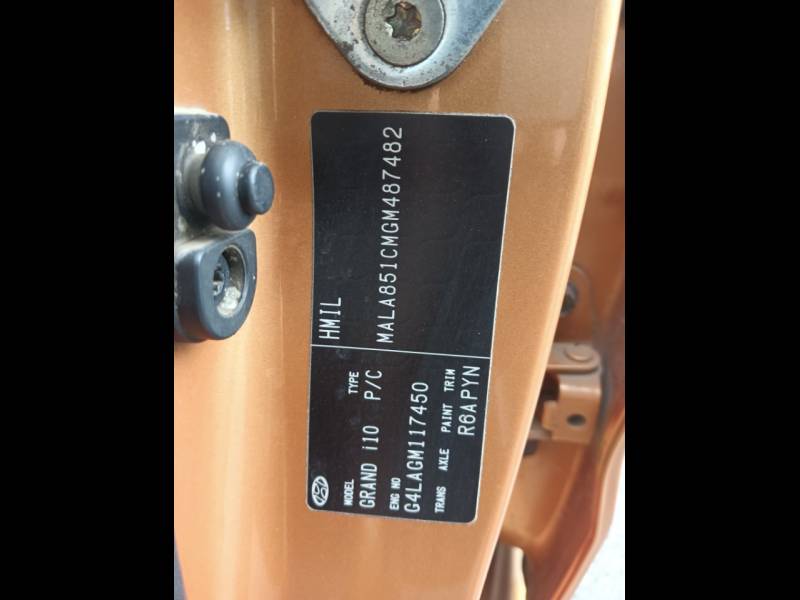 MODEL TYPE
GRAND i10 P/C
ENG NO
G4LAGM117450
TRANS AXLE PAINT TRIM
R6APYN
HMIL
MALA851CMGM487482